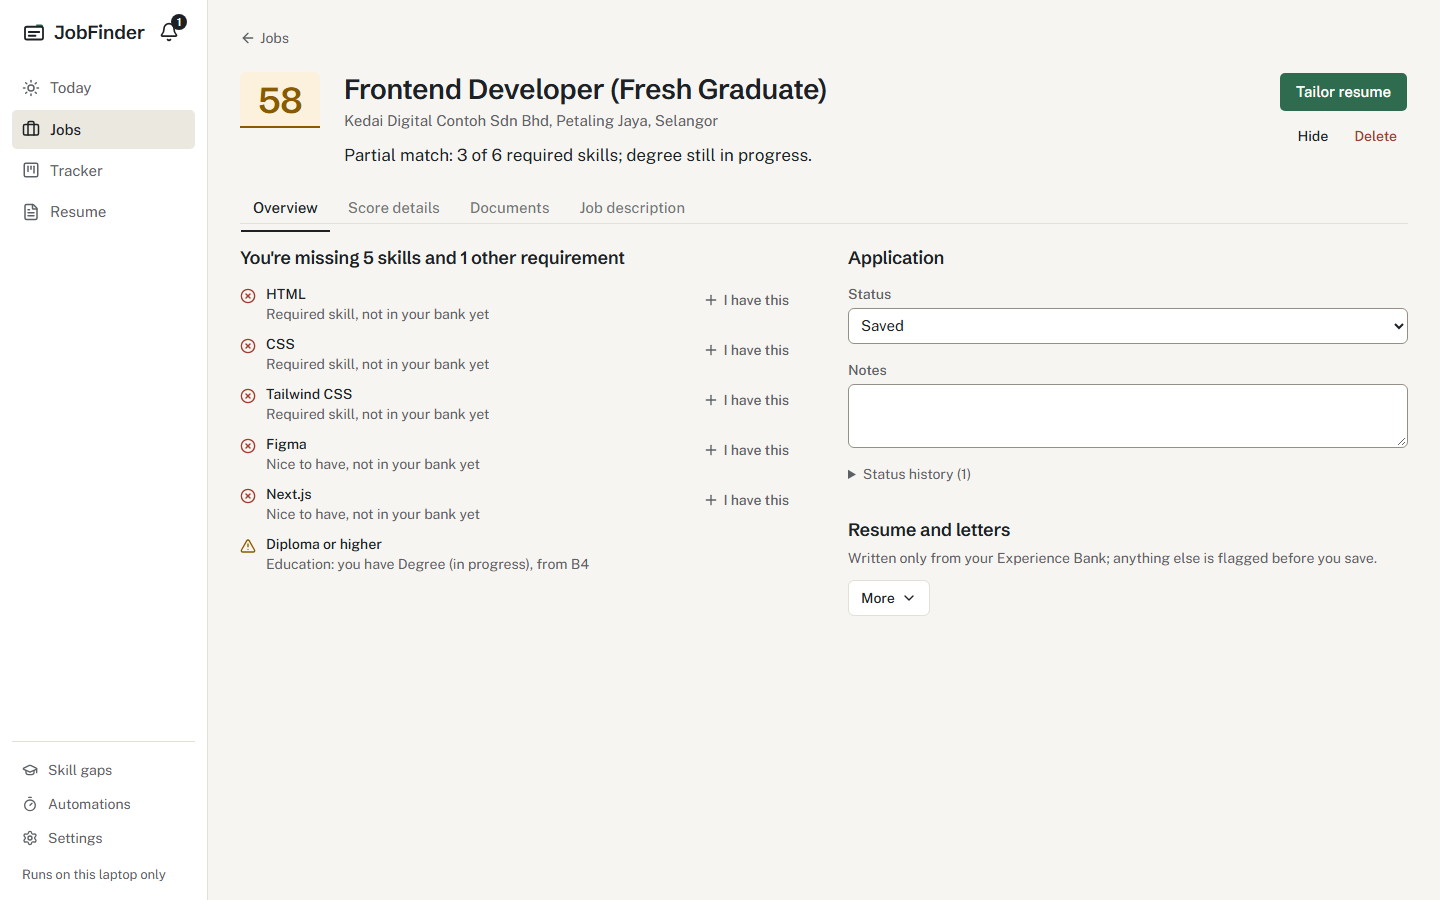 JobFinder
1
Today
Jobs
Tracker
Resume
Skill gaps
Automations
Settings
Runs on this laptop only
Jobs
58
Frontend Developer (Fresh Graduate)
Kedai Digital Contoh Sdn Bhd, Petaling Jaya, Selangor
Partial match: 3 of 6 required skills; degree still in progress.
Tailor resume
Hide
Delete
Overview
Score details
Documents
Job description
You're missing 5 skills and 1 other requirement
HTML
Required skill, not in your bank yet
I have this
CSS
Required skill, not in your bank yet
I have this
Tailwind CSS
Required skill, not in your bank yet
I have this
Figma
Nice to have, not in your bank yet
I have this
Next.js
Nice to have, not in your bank yet
I have this
Diploma or higher
Education: you have Degree (in progress), from B4
Application
Status
Saved
Notes
Status history (1)
Resume and letters
Written only from your Experience Bank; anything else is flagged before you save.
More